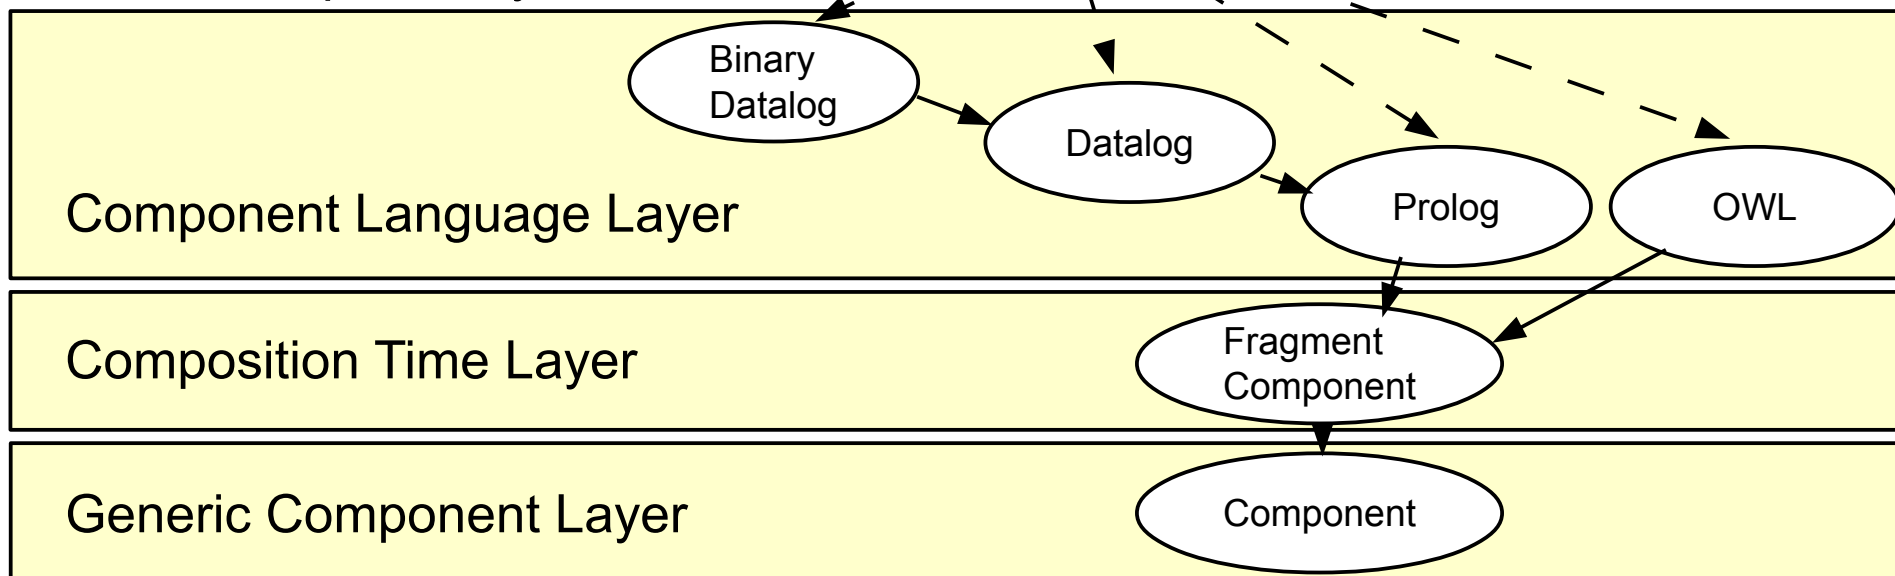 Binary
Datalog
Datalog
Component Language Layer
Prolog
OWL
Composition Time Layer
Fragment
Component
Generic Component Layer
Component